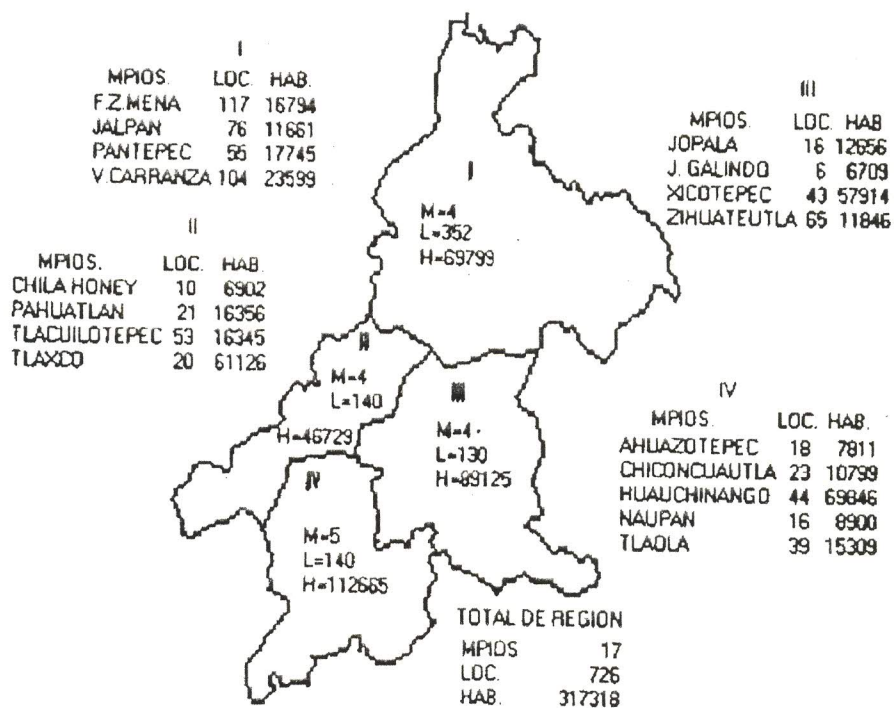 I
MPIOS. LOC. HAB.
F.Z.MENA 117 16794
JALPAN 76 11661
PANTEPEC 55 17745
V.CARRANZA 104 23599
II
MPIOS. LOC. HAB.
CHILA HONEY 10 6902
PAHUATLAN 21 16356
TLACUILOTEPEC 53 16345
TLAXCO 20 61126
III
MPIOS. LOC. HAB
JOPALA 16 12656
J. GALINDO 6 6709
XICOTEPEC 43 57914
ZIHUATEUTLA 65 11846
IV
MPIOS. LOC. HAB.
AHUAZOTEPEC 18 7811
CHICONCUAUTLA 23 10799
HUAUCHINANGO 44 69846
NAUPAN 16 8900
TLAOLA 39 15309
I
M=4
L=352
H=69799
II
M=4
L=140
H=46729
III
M=4
L=130
H=89125
IV
M=5
L=140
H=112665
TOTAL DE REGION
MPIOS 17
LOC. 726
HAB. 317318